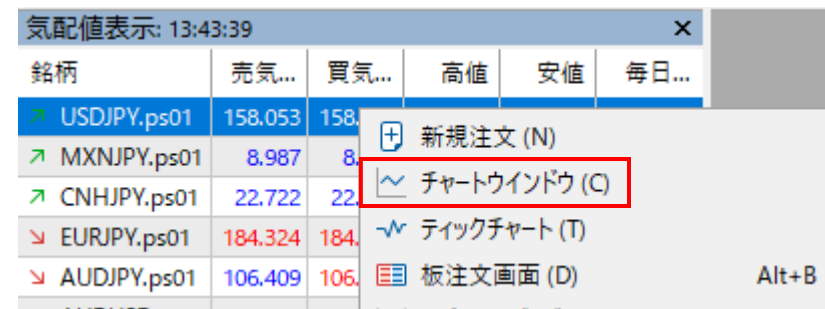 気配値表示: 13:43:39
銘柄 売気... 買気... 高値 安値 毎日...
USDJPY.ps01 158.053 158.
新規注文 (N)
MXNJPY.ps01 8.987 8.
チャートウインドウ (C)
CNHJPY.ps01 22.722 22.
EURJPY.ps01 184.324 184.
ティックチャート (T)
AUDJPY.ps01 106.409 106.
板注文画面 (D) Alt+B